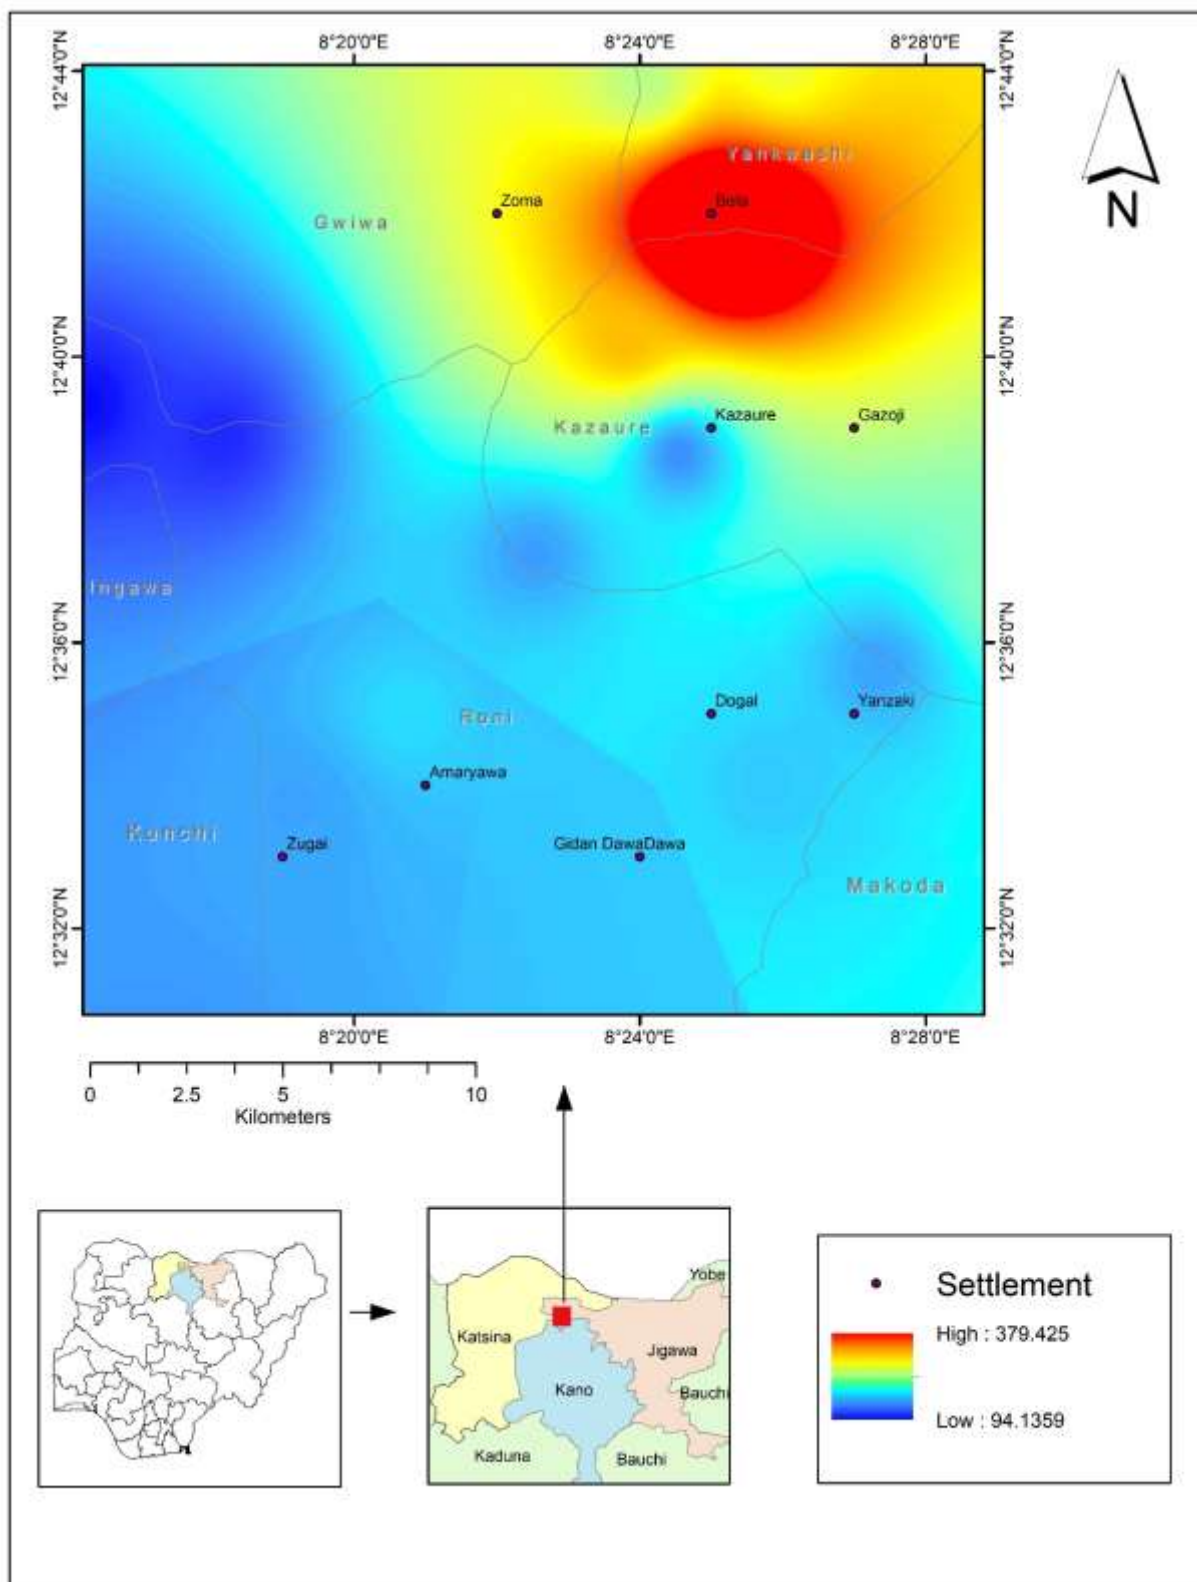 8°20'0"E 8°24'0"E 8°28'0"E
12°44'0"N 12°44'0"N
Yankwashi
Zoma
Gwiwa
12°40'0"N 12°40'0"N
Kazaure Gazoji
Kazaure
Ingawa
12°36'0"N 12°36'0"N
Dogal Yanzaki
Roni
Amaryawa
Kunchi
Zugai Gidan DawaDawa
Makoda
12°32'0"N 12°32'0"N
8°20'0"E 8°24'0"E 8°28'0"E
N
0 2.5 5 10
Kilometers
Yobe
Katsina
Jigawa
Kano
Bauchi
Kaduna
Bauchi
Settlement
High : 379.425
Low : 94.1359